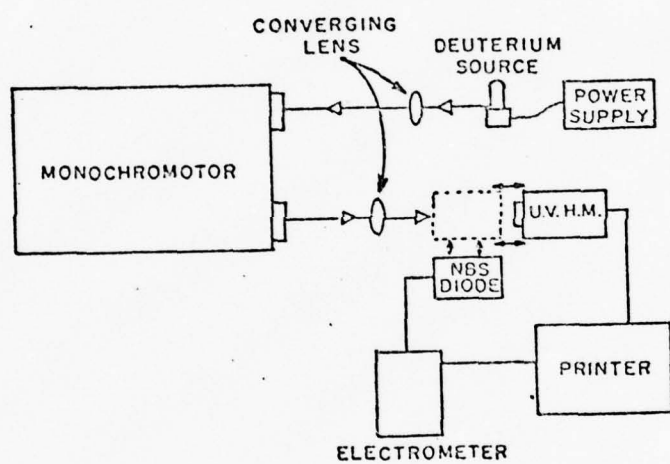 CONVERGING
LENS
DEUTERIUM
SOURCE
POWER
SUPPLY
MONOCHROMOTOR
U.V. H.M.
NBS
DIODE
PRINTER
ELECTROMETER